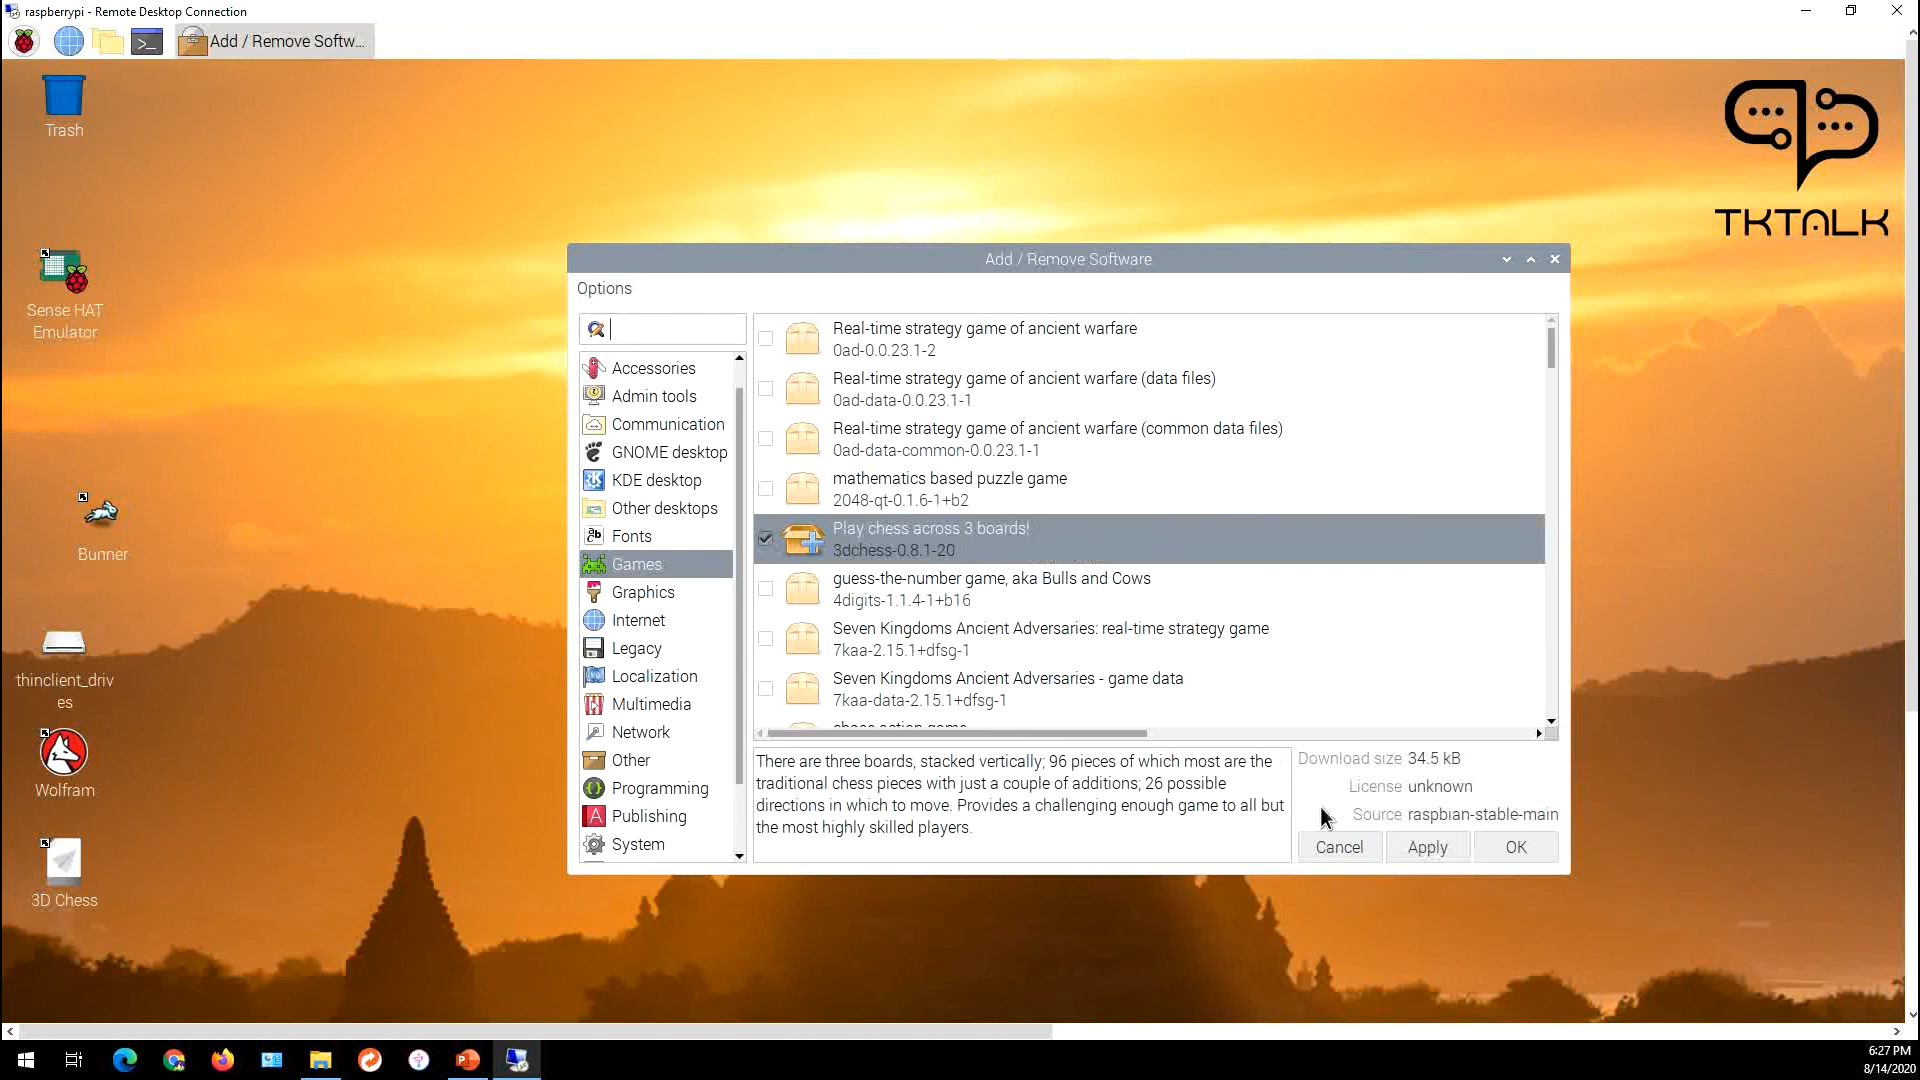 raspberrypi - Remote Desktop Connection
Add / Remove Softw...
Trash
Sense HAT
Emulator
Bunner
thinclient_driv
es
Wolfram
3D Chess
TKTALK
Add / Remove Software
Options
Accessories
Admin tools
Communication
GNOME desktop
KDE desktop
Other desktops
Fonts
Games
Graphics
Internet
Legacy
Localization
Multimedia
Network
Other
Programming
Publishing
System
Real-time strategy game of ancient warfare
0ad-0.0.23.1-2
Real-time strategy game of ancient warfare (data files)
0ad-data-0.0.23.1-1
Real-time strategy game of ancient warfare (common data files)
0ad-data-common-0.0.23.1-1
mathematics based puzzle game
2048-qt-0.1.6-1+b2
Play chess across 3 boards!
3dchess-0.8.1-20
guess-the-number game, aka Bulls and Cows
4digits-1.1.4-1+b16
Seven Kingdoms Ancient Adversaries: real-time strategy game
7kaa-2.15.1+dfsg-1
Seven Kingdoms Ancient Adversaries - game data
7kaa-data-2.15.1+dfsg-1
There are three boards, stacked vertically; 96 pieces of which most are the
traditional chess pieces with just a couple of additions; 26 possible
directions in which to move. Provides a challenging enough game to all but
the most highly skilled players.
Download size 34.5 kB
License unknown
Source raspbian-stable-main
Cancel
Apply
OK
6:27 PM
8/14/2020